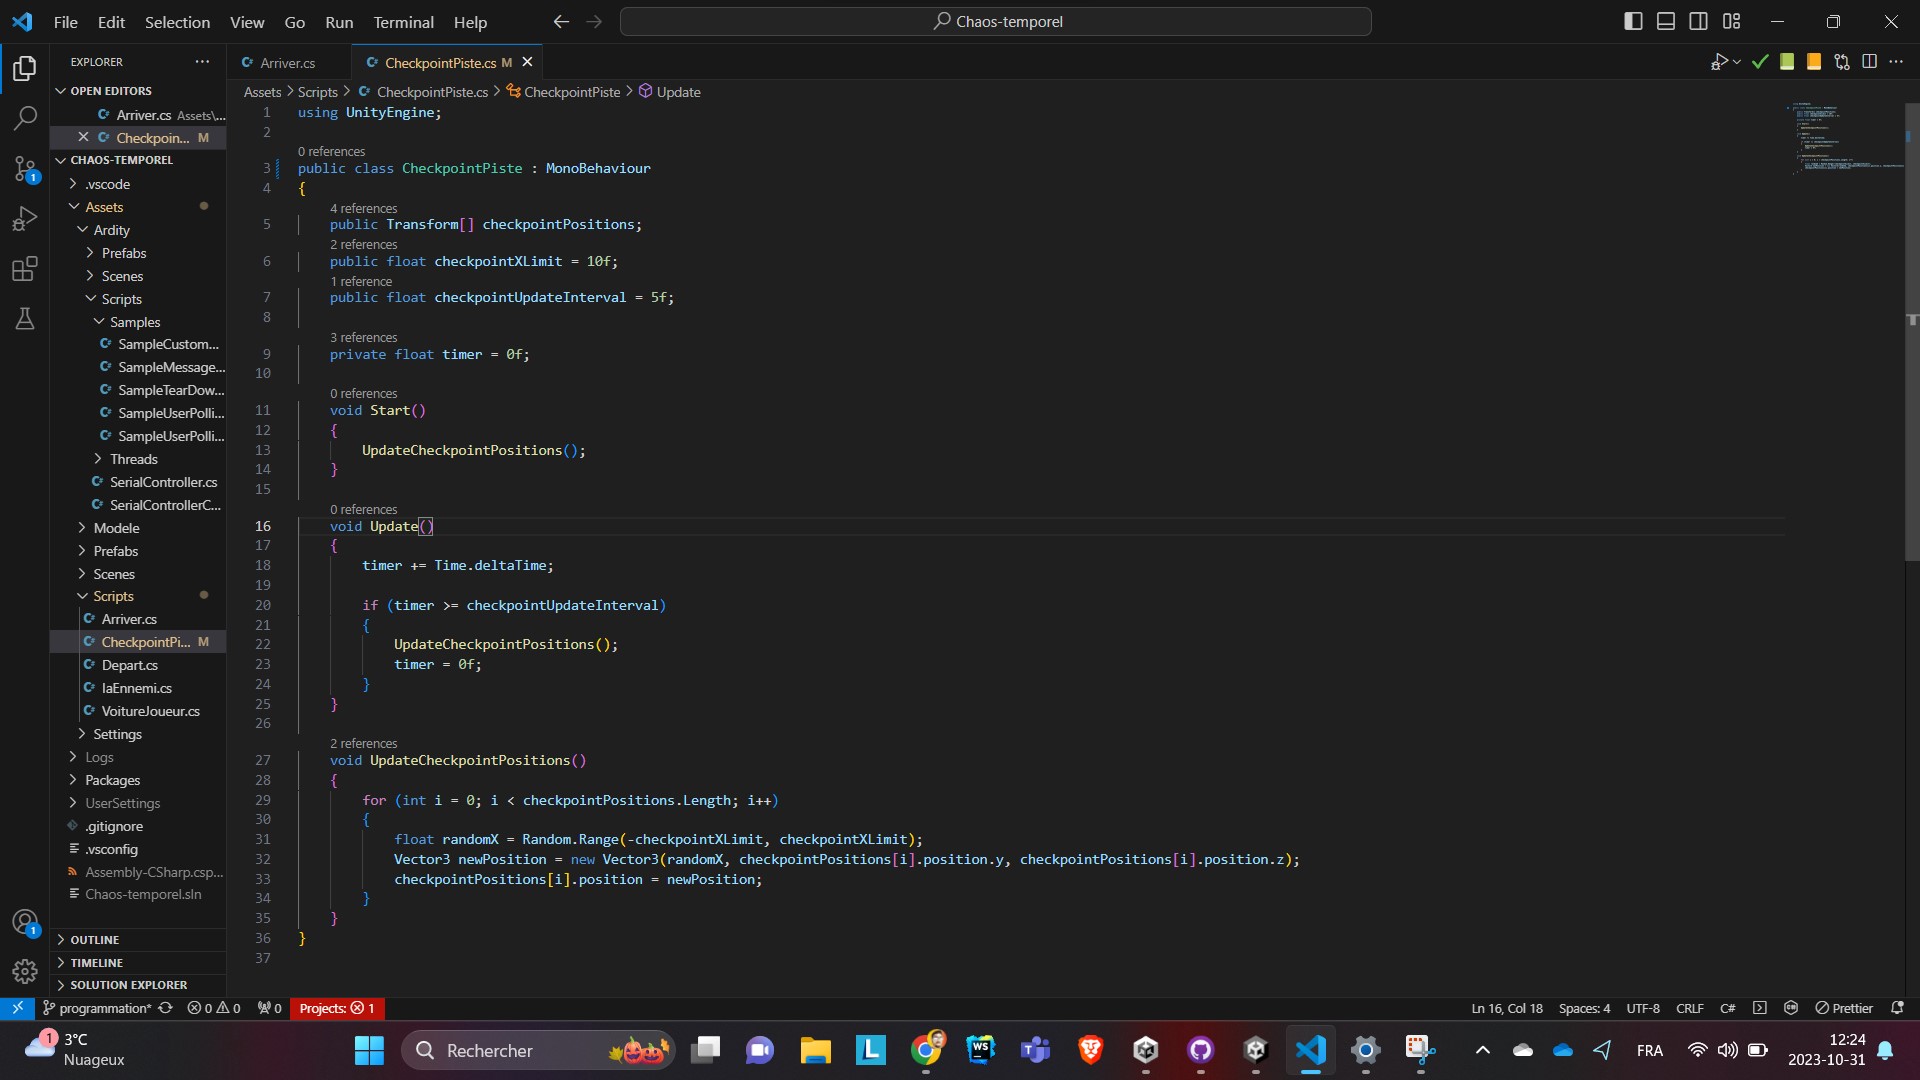 File Edit Selection View Go Run Terminal Help
Chaos-temporel
EXPLORER
OPEN EDITORS
Arriver.cs Assets\...
Checkpoin... M
CHAOS-TEMPOREL
.vscode
Assets
Ardity
Prefabs
Scenes
Scripts
Samples
SampleCustom...
SampleMessage...
SampleTearDow...
SampleUserPolli...
SampleUserPolli...
Threads
SerialController.cs
SerialControllerC...
Modele
Prefabs
Scenes
Scripts
Arriver.cs
CheckpointPi... M
Depart.cs
IaEnnemi.cs
VoitureJoueur.cs
Settings
Logs
Packages
UserSettings
.gitignore
.vsconfig
Assembly-CSharp.csp...
Chaos-temporel.sln
OUTLINE
TIMELINE
SOLUTION EXPLORER
Arriver.cs
CheckpointPiste.cs M
Assets > Scripts > CheckpointPiste.cs > CheckpointPiste > Update
1 using UnityEngine;
2
0 references
3 public class CheckpointPiste : MonoBehaviour
4 {
4 references
5 public Transform[] checkpointPositions;
2 references
6 public float checkpointXLimit = 10f;
1 reference
7 public float checkpointUpdateInterval = 5f;
8
3 references
9 private float timer = 0f;
10
0 references
11 void Start()
12 {
13 UpdateCheckpointPositions();
14 }
15
0 references
16 void Update()
17 {
18 timer += Time.deltaTime;
19
20 if (timer >= checkpointUpdateInterval)
21 {
22 UpdateCheckpointPositions();
23 timer = 0f;
24 }
25 }
26
2 references
27 void UpdateCheckpointPositions()
28 {
29 for (int i = 0; i < checkpointPositions.Length; i++)
30 {
31 float randomX = Random.Range(-checkpointXLimit, checkpointXLimit);
32 Vector3 newPosition = new Vector3(randomX, checkpointPositions[i].position.y, checkpointPositions[i].position.z);
33 checkpointPositions[i].position = newPosition;
34 }
35 }
36 }
37
1
1
programmation* 0 0 0 Projects: 1
Ln 16, Col 18 Spaces: 4 UTF-8 CRLF C# Prettier
1
3°C
Nuageux
Rechercher
L
WS
FRA
12:24
2023-10-31